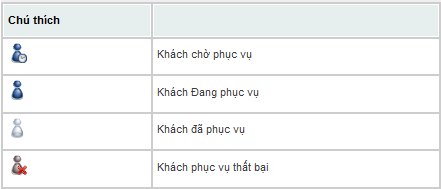 Chú thích
Khách chờ phục vụ
Khách Đang phục vụ
Khách đã phục vụ
Khách phục vụ thất bại